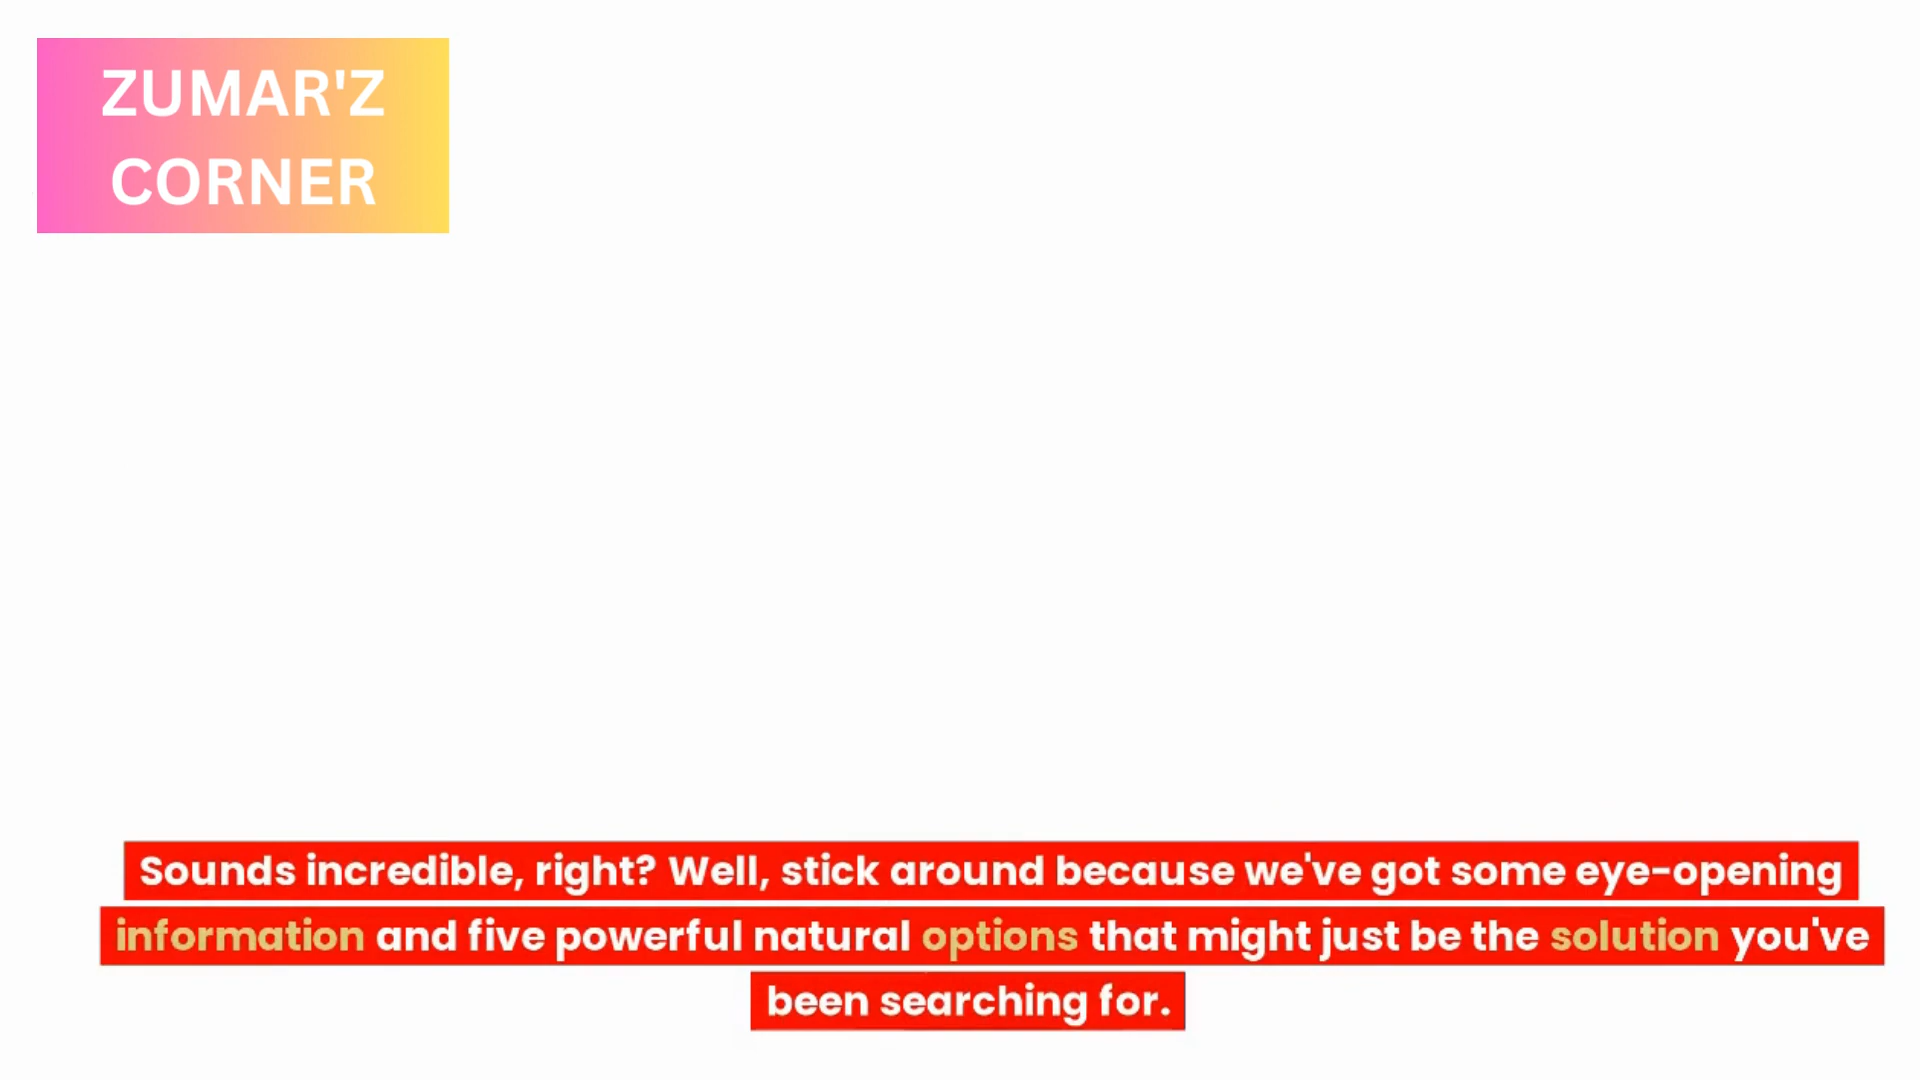 ZUMAR'Z
CORNER
Sounds incredible, right? Well, stick around because we've got some eye-opening
information and five powerful natural options that might just be the solution you've
been searching for.